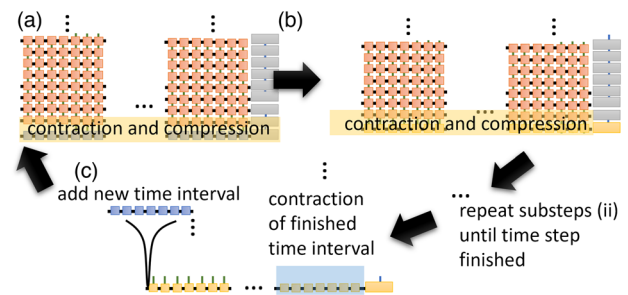 (a)
(b)
contraction and compression
contraction and compression
(c)
add new time interval
contraction
of finished
time interval
repeat substeps (ii)
until time step
finished